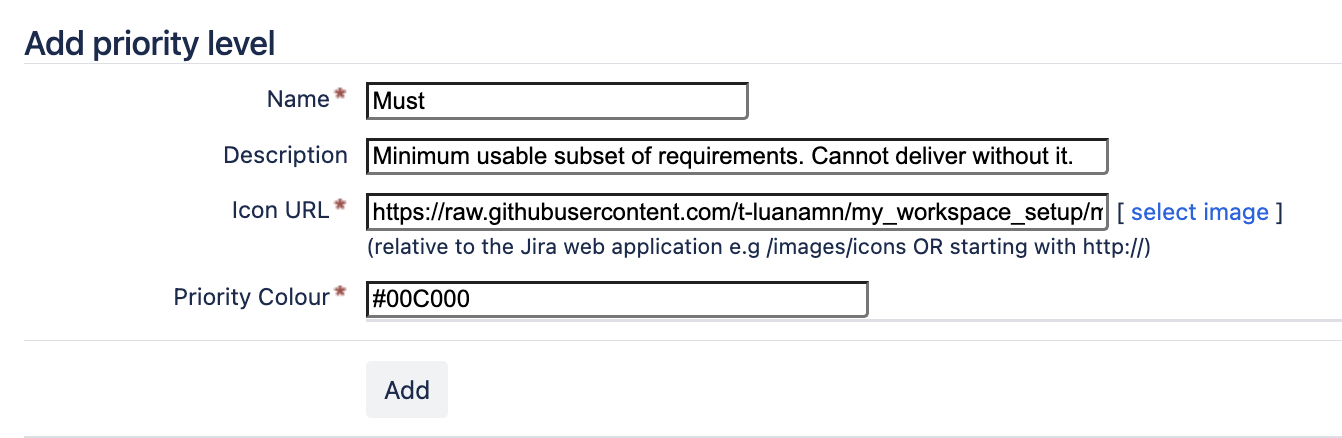 Add priority level
Name * Must
Description Minimum usable subset of requirements. Cannot deliver without it.
Icon URL * https://raw.githubusercontent.com/t-luanamn/my_workspace_setup/m [ select image ]
(relative to the Jira web application e.g /images/icons OR starting with http://)
Priority Colour * #00C000
Add